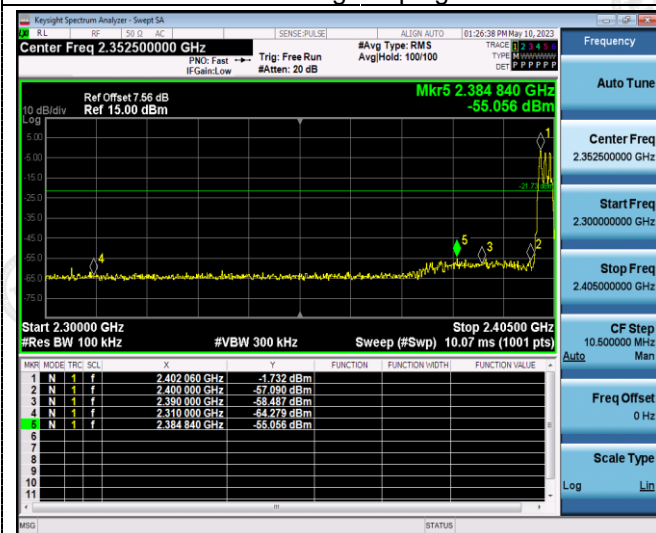 Keysight Spectrum Analyzer - Swept SA
RL RF 50 Ω AC SENSE:PULSE ALIGN AUTO 01:26:38 PM May 10, 2023
Center Freq 2.352500000 GHz
PNO: Fast
IFGain:Low
Trig: Free Run
#Atten: 20 dB
#Avg Type: RMS
Avg|Hold: 100/100
TRACE 1 2 3 4 5 6
TYPE M
DET P P P P P P
Mkr5 2.384 840 GHz
-55.056 dBm
Ref Offset 7.56 dB
Ref 15.00 dBm
10 dB/div
Log
5.00
-5.00
-15.0
-25.0
-35.0
-45.0
-55.0
-65.0
-75.0
1
2
3
4
5
Start 2.30000 GHz
Stop 2.40500 GHz
#Res BW 100 kHz
#VBW 300 kHz
Sweep (#Swp) 10.07 ms (1001 pts)
MKR MODE TRC SCL X Y FUNCTION FUNCTION WIDTH FUNCTION VALUE
1 N 1 f 2.402 060 GHz -1.732 dBm
2 N 1 f 2.400 000 GHz -57.090 dBm
3 N 1 f 2.390 000 GHz -58.487 dBm
4 N 1 f 2.310 000 GHz -64.279 dBm
5 N 1 f 2.384 840 GHz -55.056 dBm
6
7
8
9
10
11
MSG
STATUS
Frequency
Auto Tune
Center Freq
2.352500000 GHz
Start Freq
2.300000000 GHz
Stop Freq
2.405000000 GHz
CF Step
10.500000 MHz
Auto Man
Freq Offset
0 Hz
Scale Type
Log Lin